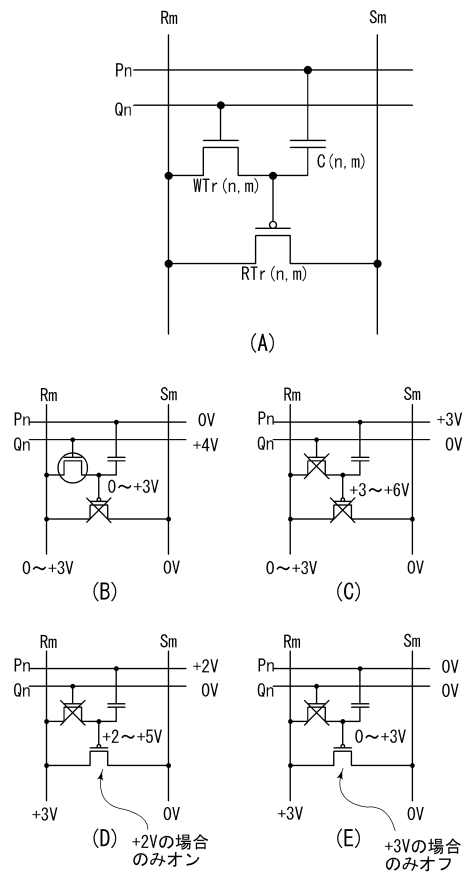 Rm Sm
Pn
Qn
C(n,m)
WTr(n,m)
RTr(n,m)
(A)
Rm Sm
Pn 0V
Qn +4V
0～+3V
0～+3V 0V
(B)
Rm Sm
Pn +3V
Qn 0V
+3～+6V
0～+3V 0V
(C)
Rm Sm
Pn +2V
Qn 0V
+2～+5V
+3V 0V
(D)
+2Vの場合
のみオン
Rm Sm
Pn 0V
Qn 0V
0～+3V
+3V 0V
(E)
+3Vの場合
のみオフ